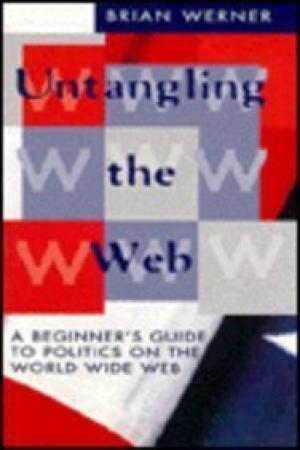 BRIAN WERNER
Untangling
W W W W
the
W W W W
Web
W W W W
A BEGINNER'S GUIDE
TO POLITICS ON THE
WORLD WIDE WEB